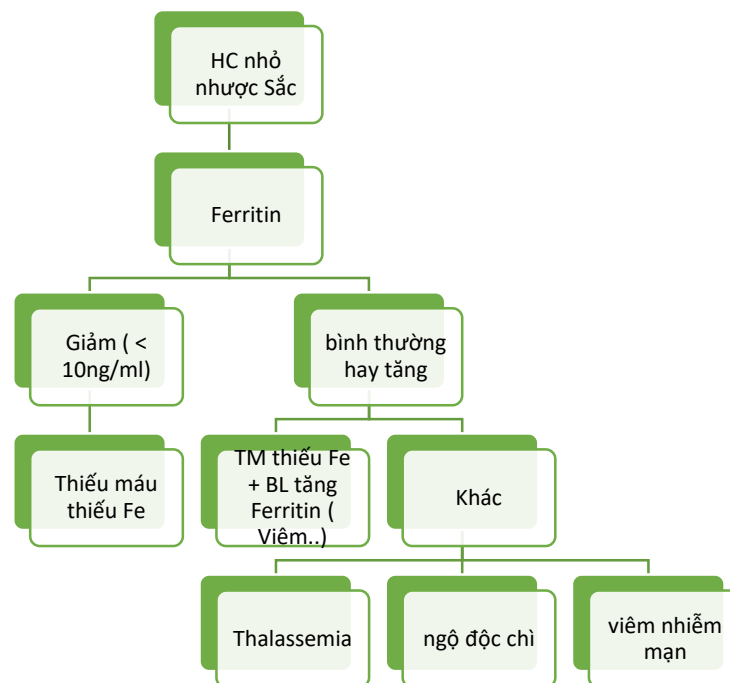 HC nhỏ
nhược Sắc
Ferritin
Giảm ( <
10ng/ml)
bình thường
hay tăng
Thiếu máu
thiếu Fe
TM thiếu Fe
+ BL tăng
Ferritin (
Viêm..)
Khác
Thalassemia
ngộ độc chì
viêm nhiễm
mạn